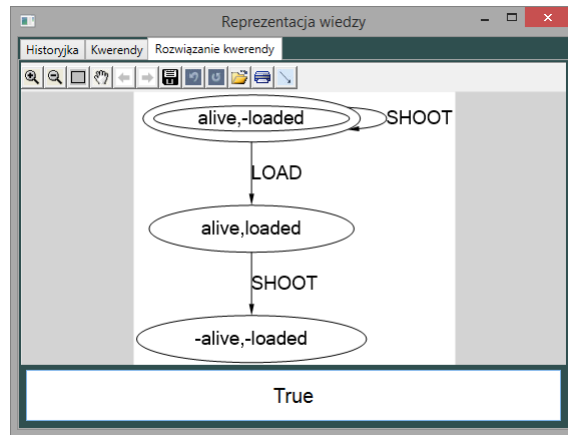 Reprezentacja wiedzy
Historyjka Kwerendy Rozwiązanie kwerendy
alive,-loaded SHOOT
LOAD
alive,loaded
SHOOT
-alive,-loaded
True